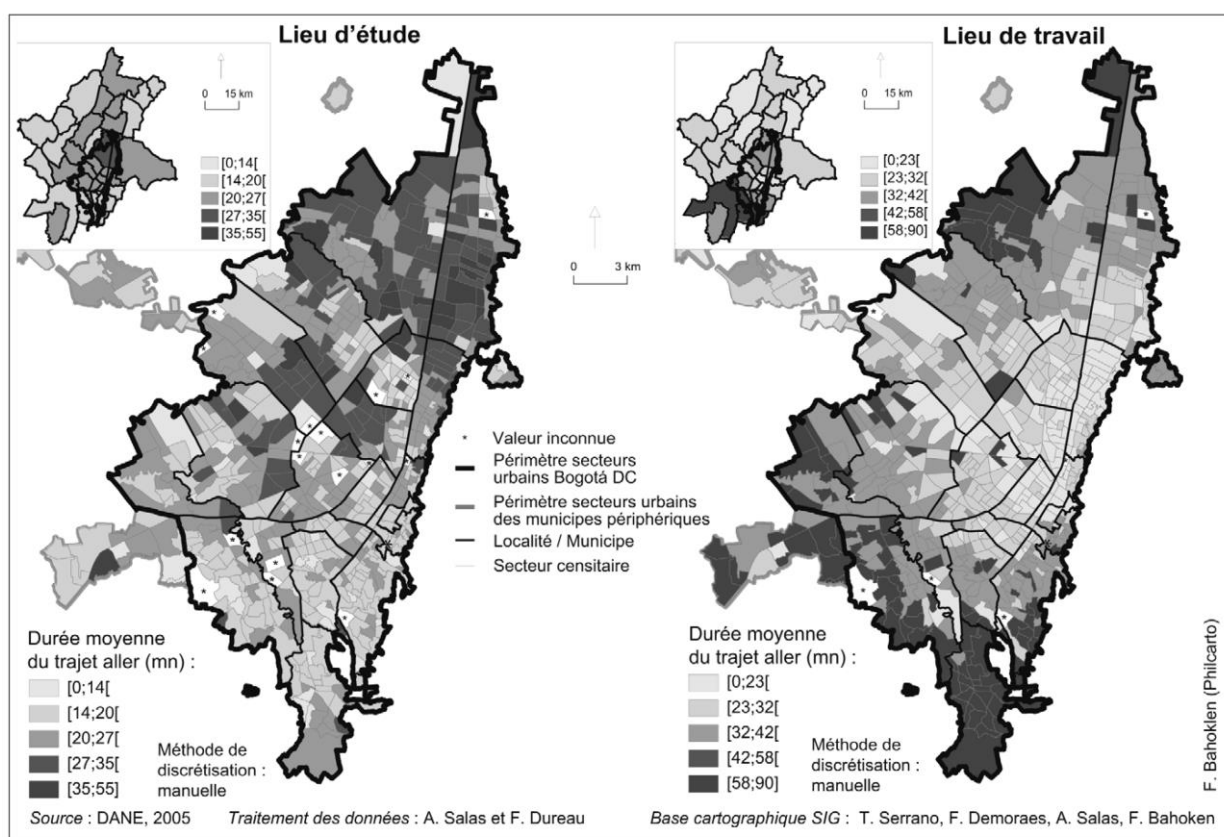 Lieu d'étude
15 km
[0;14[
[14;20[
[20;27[
[27;35[
[35;55]
3 km
* Valeur inconnue
Périmètre secteurs
urbains Bogotá DC
Périmètre secteurs urbains
des municipes périphériques
Localité / Municipe
Secteur censitaire
Durée moyenne
du trajet aller (mn) :
[0;14[
[14;20[
[20;27[
[27;35[
[35;55]
Méthode de
discrétisation :
manuelle
Lieu de travail
0 15 km
[0;23[
[23;32[
[32;42[
[42;58[
[58;90]
Durée moyenne
du trajet aller (mn) :
[0;23[
[23;32[
[32;42[
[42;58[
[58;90]
Méthode de
discrétisation :
manuelle
F. Bahoklen (Philcarto)
Source : DANE, 2005 Traitement des données : A. Salas et F. Dureau Base cartographique SIG : T. Serrano, F. Demoraes, A. Salas, F. Bahoken